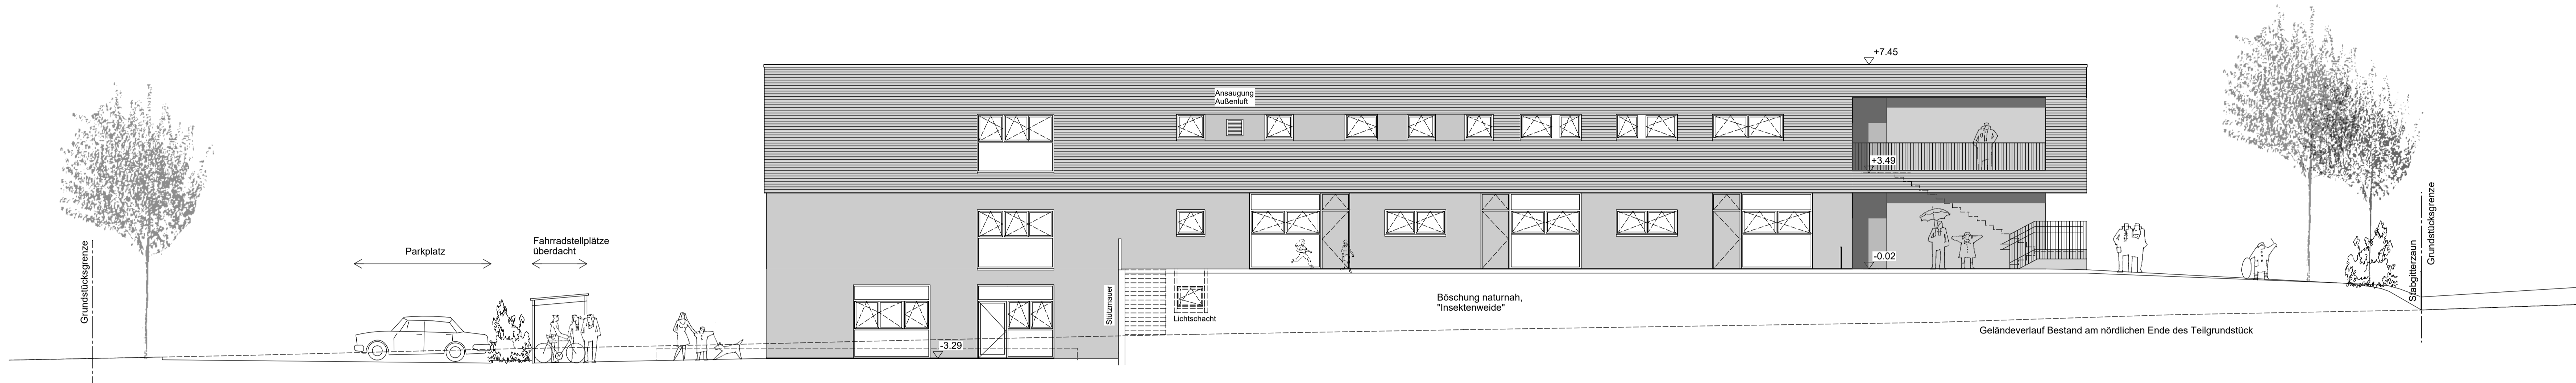 +7.45
Ansaugung
Außenluft
+3.49
Grundstücksgrenze
Parkplatz
Fahrradstellplätze
überdacht
-0.02
Stabgitterzaun
Grundstücksgrenze
Stützmauer
Lichtschacht
Böschung naturnah,
"Insektenweide"
Geländeverlauf Bestand am nördlichen Ende des Teilgrundstück
-3.29